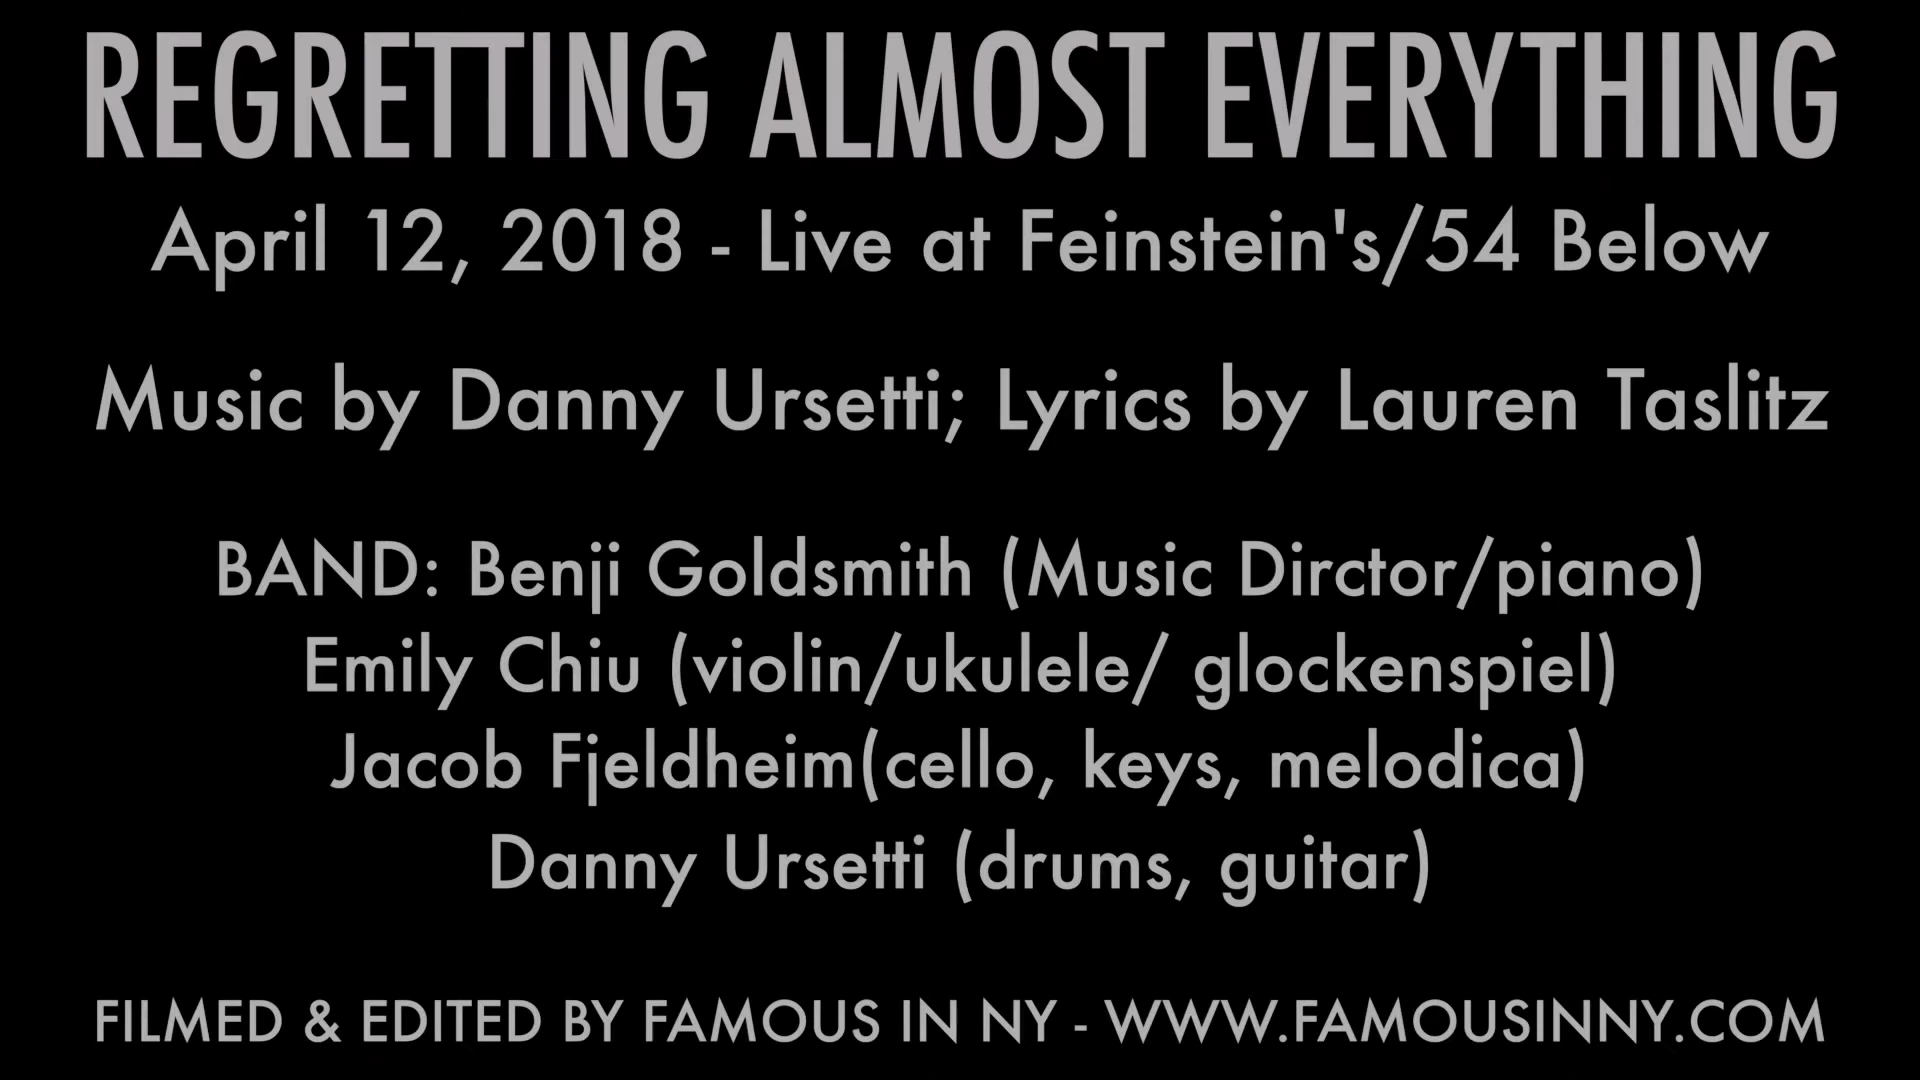 REGRETTING ALMOST EVERYTHING
April 12, 2018 - Live at Feinstein's/54 Below
Music by Danny Ursetti; Lyrics by Lauren Taslitz
BAND: Benji Goldsmith (Music Dirctor/piano)
Emily Chiu (violin/ukulele/ glockenspiel)
Jacob Fjeldheim(cello, keys, melodica)
Danny Ursetti (drums, guitar)
FILMED & EDITED BY FAMOUS IN NY - WWW.FAMOUSINNY.COM